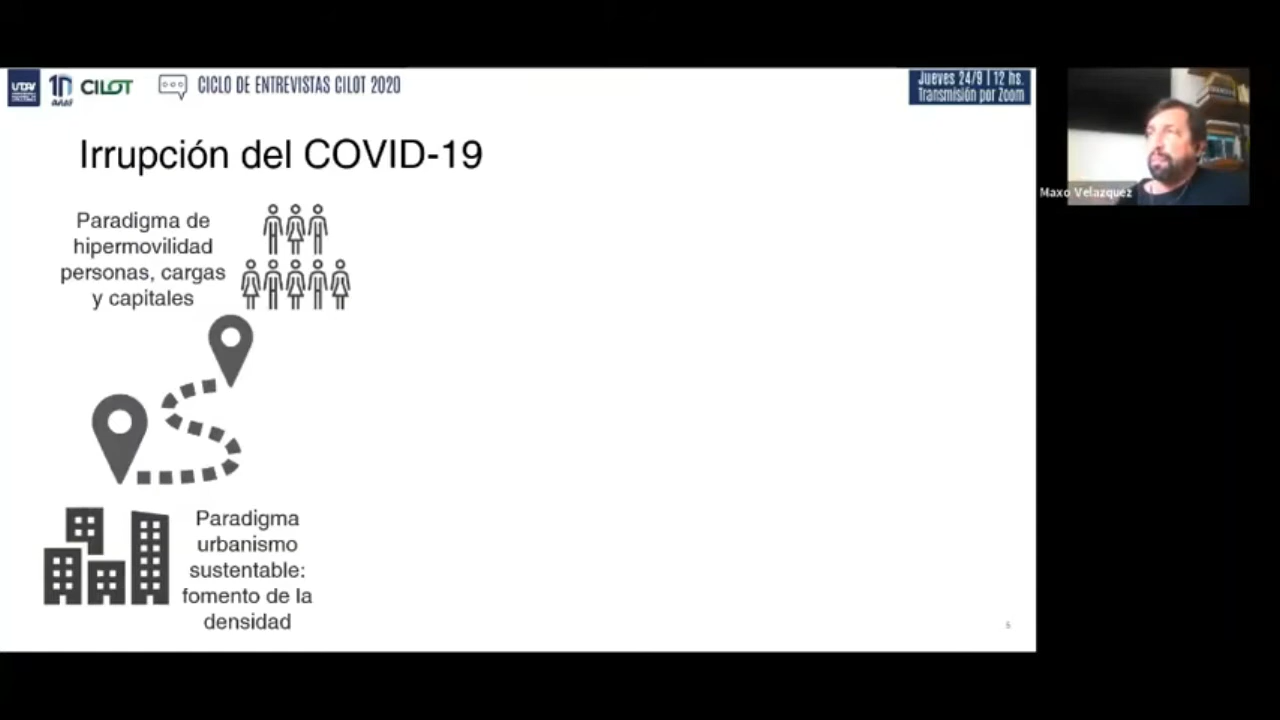 UTDT
10 años
CILOT
CICLO DE ENTREVISTAS CILOT 2020
Jueves 24/9 | 12 hs.
Transmisión por Zoom
Irrupción del COVID-19
Paradigma de
hipermovilidad
personas, cargas
y capitales
Paradigma
urbanismo
sustentable:
fomento de la
densidad
Maxo Velazquez